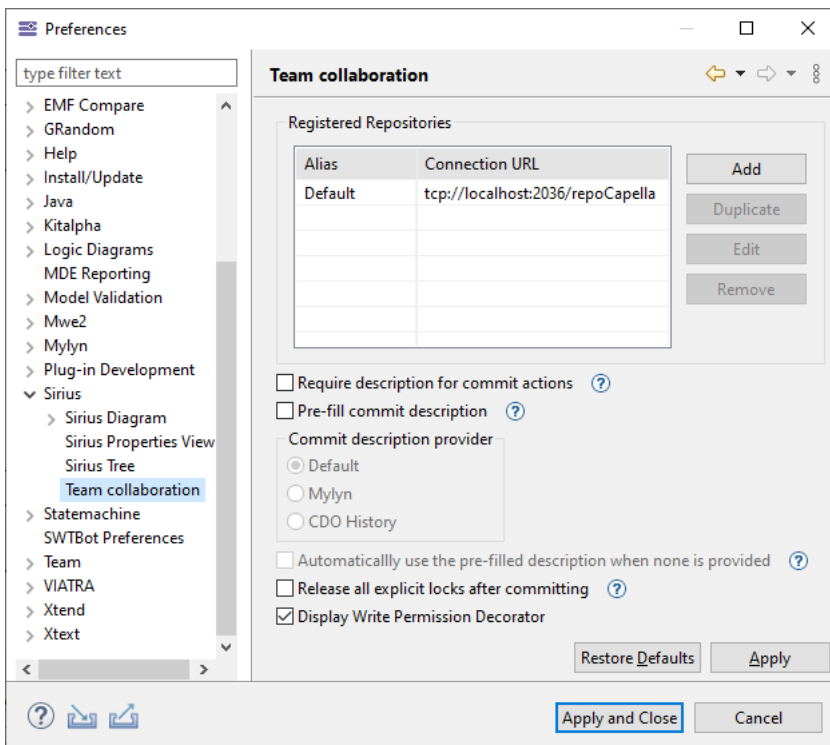 Preferences
type filter text
EMF Compare
GRandom
Help
Install/Update
Java
Kitalpha
Logic Diagrams
MDE Reporting
Model Validation
Mwe2
Mylyn
Plug-in Development
Sirius
Sirius Diagram
Sirius Properties View
Sirius Tree
Team collaboration
Statemachine
SWTBot Preferences
Team
VIATRA
Xtend
Xtext
Team collaboration
Registered Repositories
Alias Connection URL
Default tcp://localhost:2036/repoCapella
Add
Duplicate
Edit
Remove
Require description for commit actions
Pre-fill commit description
Commit description provider
Default
Mylyn
CDO History
Automaticallly use the pre-filled description when none is provided
Release all explicit locks after committing
Display Write Permission Decorator
Restore Defaults Apply
Apply and Close Cancel